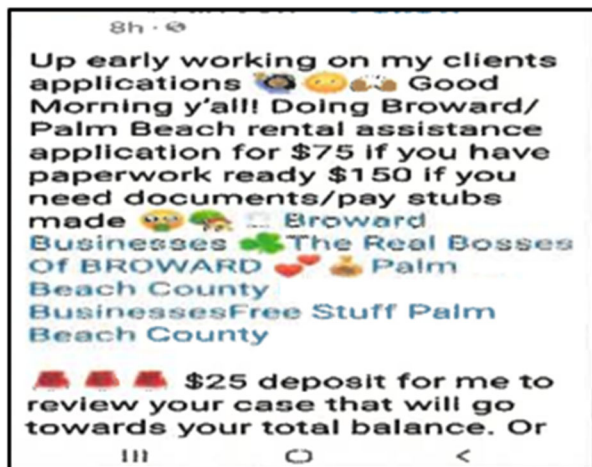 8h ·
Up early working on my clients
applications 🙋🏽‍♀️😊🙌🏽 Good
Morning y'all! Doing Broward/
Palm Beach rental assistance
application for $75 if you have
paperwork ready $150 if you
need documents/pay stubs
made Broward
Businesses 🍀The Real Bosses
Of BROWARD 💕💰 Palm
Beach County
BusinessesFree Stuff Palm
Beach County
$25 deposit for me to
review your case that will go
towards your total balance. Or